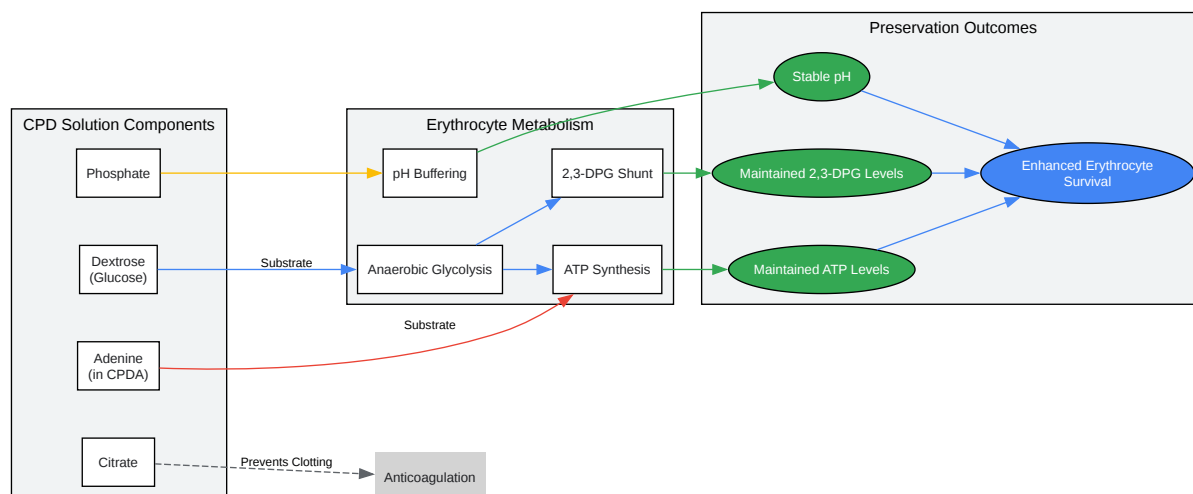 CPD Solution Components
Phosphate
Dextrose
(Glucose)
Adenine
(in CPDA)
Citrate
Substrate
Substrate
Prevents Clotting
Erythrocyte Metabolism
pH Buffering
2,3-DPG Shunt
Anaerobic Glycolysis
ATP Synthesis
Anticoagulation
Preservation Outcomes
Stable pH
Maintained 2,3-DPG Levels
Maintained ATP Levels
Enhanced Erythrocyte
Survival